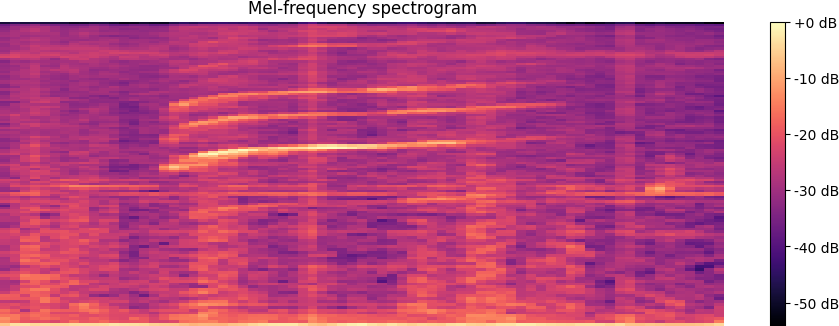 Mel-frequency spectrogram
+0 dB
-10 dB
-20 dB
-30 dB
-40 dB
-50 dB